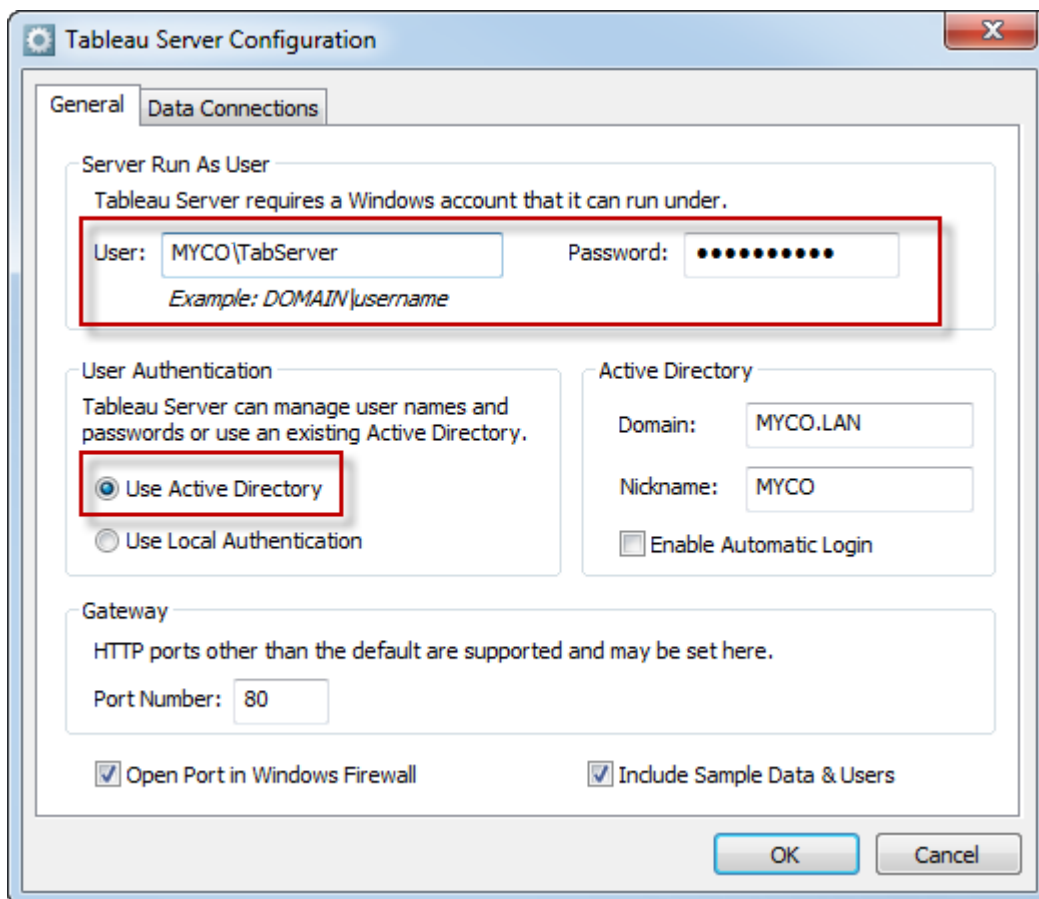 Tableau Server Configuration
General Data Connections
Server Run As User
Tableau Server requires a Windows account that it can run under.
User: MYCO\TabServer Password: ●●●●●●●●●●
Example: DOMAIN\username
User Authentication
Tableau Server can manage user names and
passwords or use an existing Active Directory.
Use Active Directory
Use Local Authentication
Active Directory
Domain: MYCO.LAN
Nickname: MYCO
Enable Automatic Login
Gateway
HTTP ports other than the default are supported and may be set here.
Port Number: 80
Open Port in Windows Firewall Include Sample Data & Users
OK Cancel